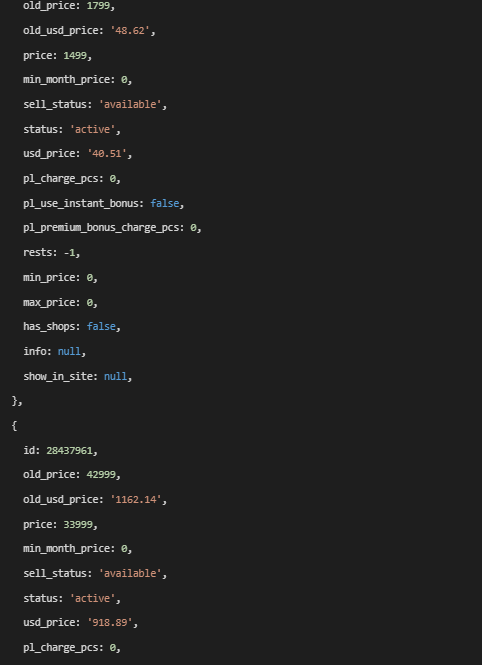 old_price: 1799,
old_usd_price: '48.62',
price: 1499,
min_month_price: 0,
sell_status: 'available',
status: 'active',
usd_price: '40.51',
pl_charge_pcs: 0,
pl_use_instant_bonus: false,
pl_premium_bonus_charge_pcs: 0,
rests: -1,
min_price: 0,
max_price: 0,
has_shops: false,
info: null,
show_in_site: null,
},
{
id: 28437961,
old_price: 42999,
old_usd_price: '1162.14',
price: 33999,
min_month_price: 0,
sell_status: 'available',
status: 'active',
usd_price: '918.89',
pl_charge_pcs: 0,